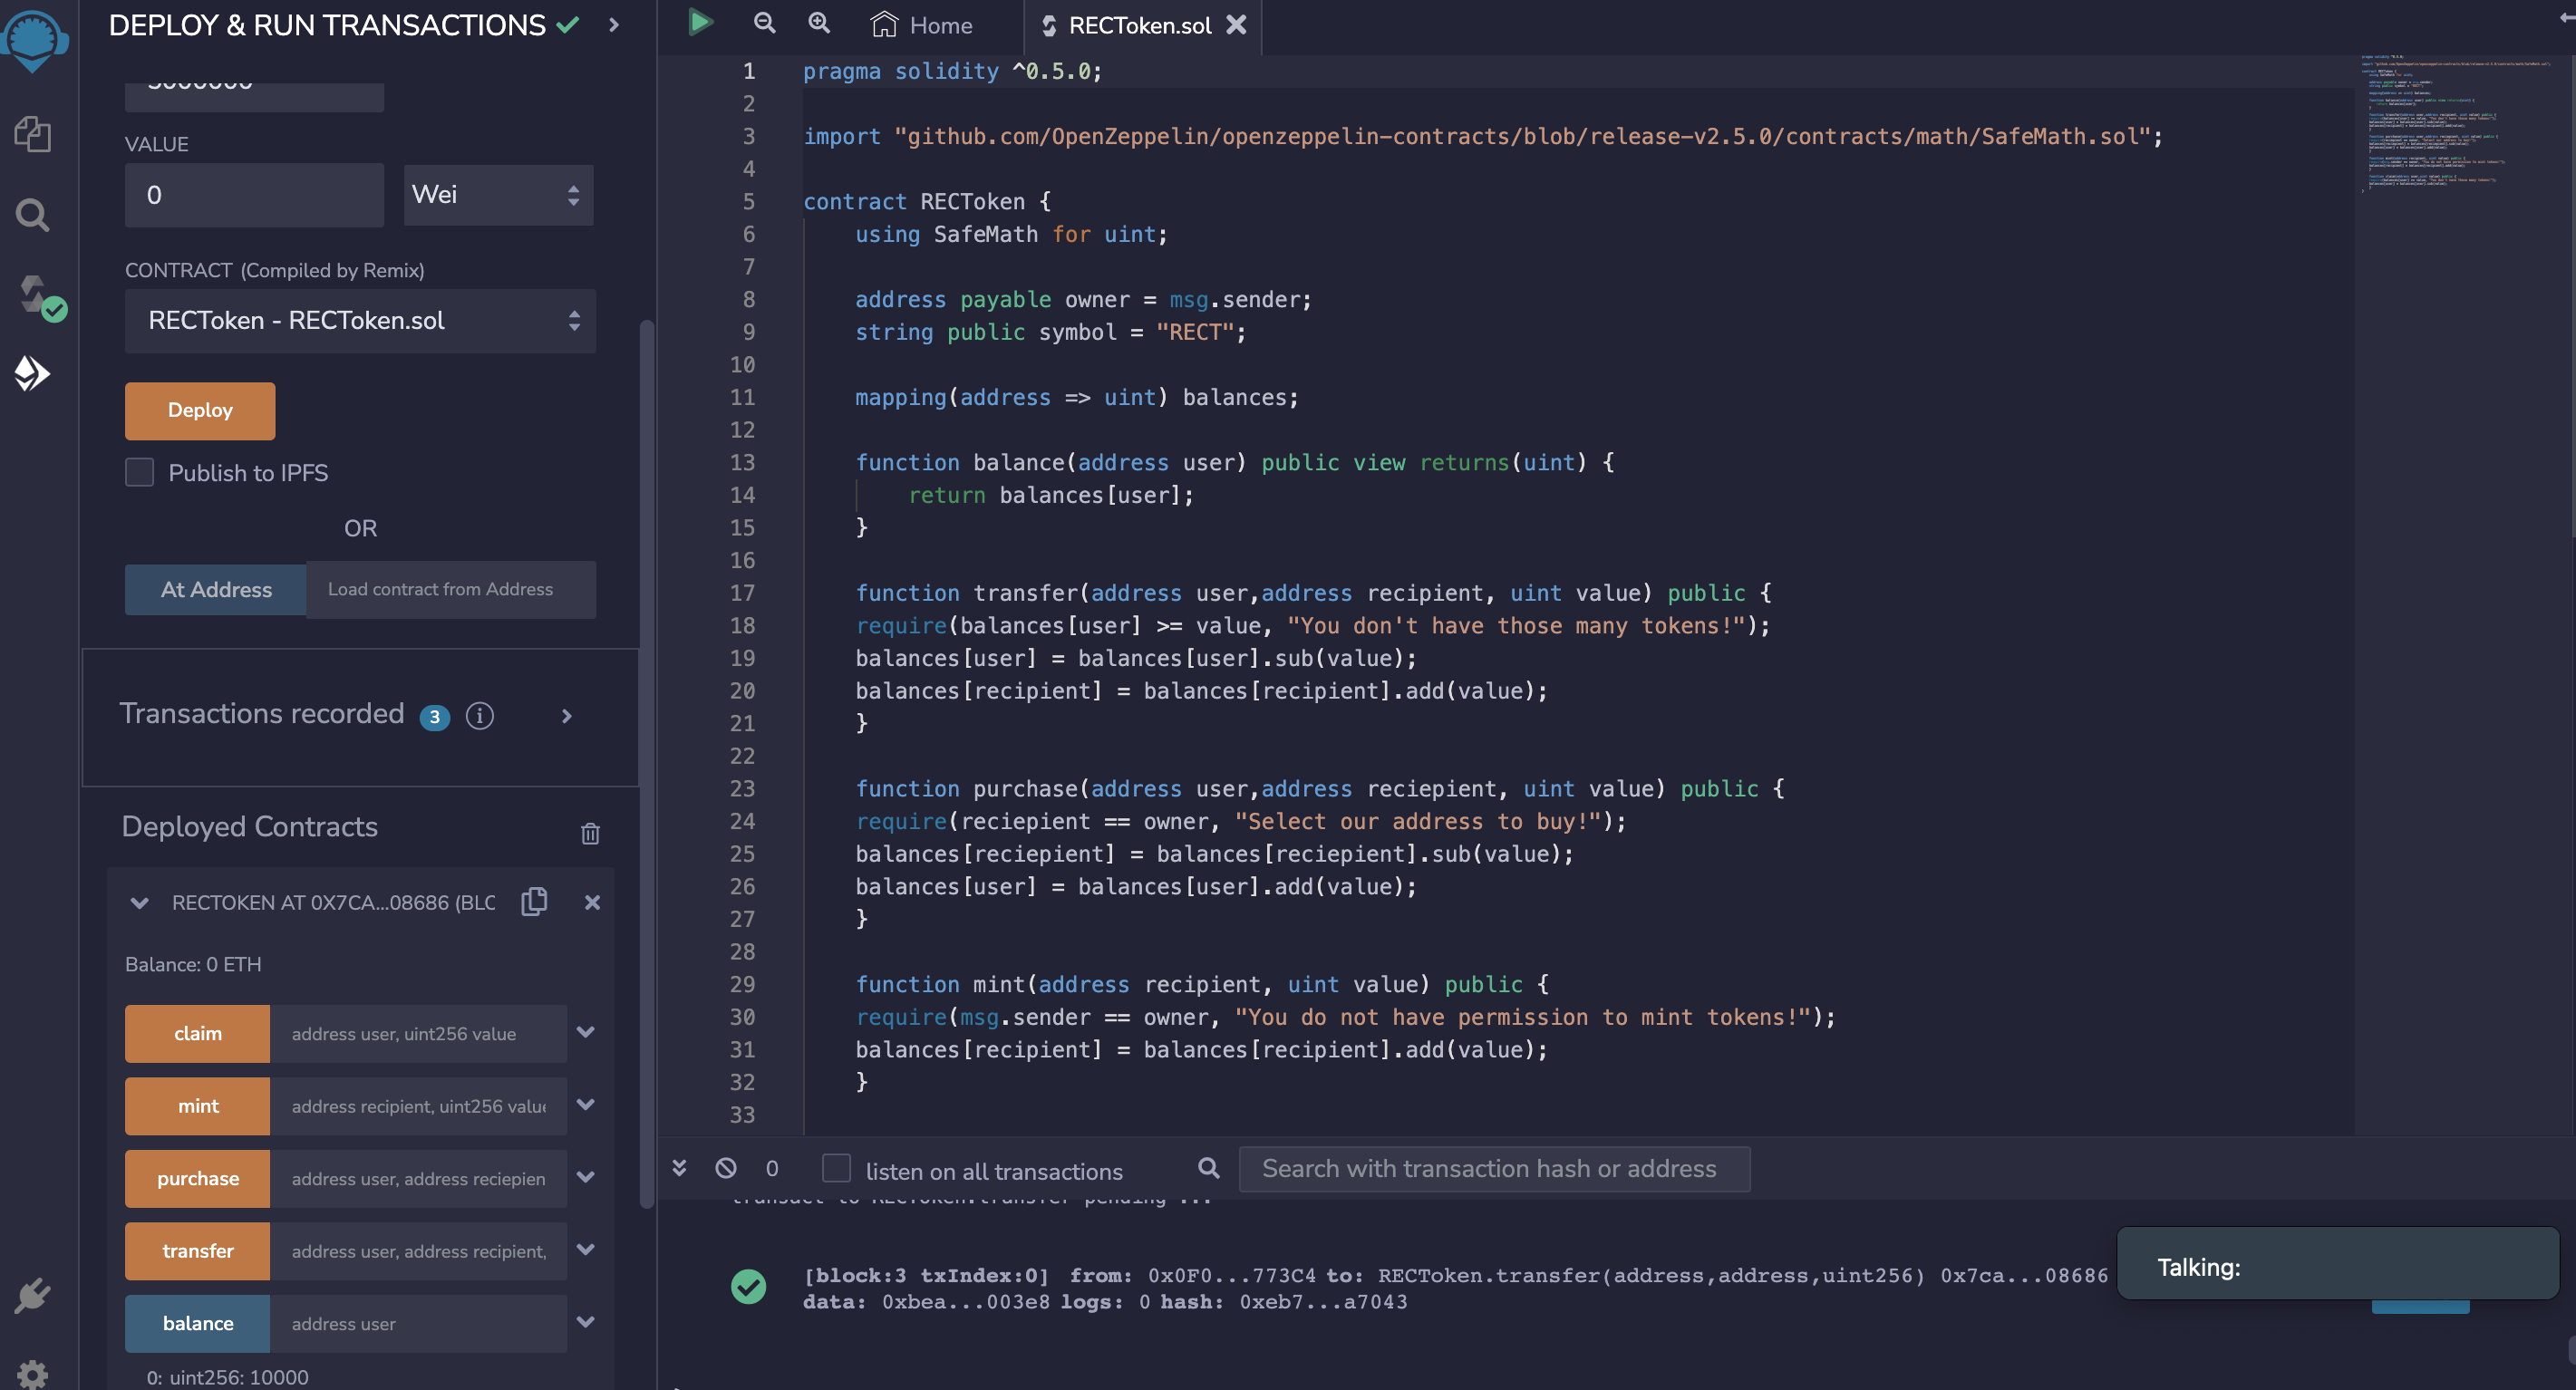 DEPLOY & RUN TRANSACTIONS
VALUE
0
Wei
CONTRACT (Compiled by Remix)
RECToken - RECToken.sol
Deploy
Publish to IPFS
OR
At Address
Load contract from Address
Transactions recorded 3 i
Deployed Contracts
RECTOKEN AT 0X7CA...08686 (BLC
Balance: 0 ETH
claim address user, uint256 value
mint address recipient, uint256 valu
purchase address user, address reciepien
transfer address user, address recipient,
balance address user
0: uint256: 10000
Home
RECToken.sol
1 pragma solidity ^0.5.0;
2
3 import "github.com/OpenZeppelin/openzeppelin-contracts/blob/release-v2.5.0/contracts/math/SafeMath.sol";
4
5 contract RECToken {
6 using SafeMath for uint;
7
8 address payable owner = msg.sender;
9 string public symbol = "RECT";
10
11 mapping(address => uint) balances;
12
13 function balance(address user) public view returns(uint) {
14 return balances[user];
15 }
16
17 function transfer(address user,address recipient, uint value) public {
18 require(balances[user] >= value, "You don't have those many tokens!");
19 balances[user] = balances[user].sub(value);
20 balances[recipient] = balances[recipient].add(value);
21 }
22
23 function purchase(address user,address reciepient, uint value) public {
24 require(reciepient == owner, "Select our address to buy!");
25 balances[reciepient] = balances[reciepient].sub(value);
26 balances[user] = balances[user].add(value);
27 }
28
29 function mint(address recipient, uint value) public {
30 require(msg.sender == owner, "You do not have permission to mint tokens!");
31 balances[recipient] = balances[recipient].add(value);
32 }
33
0
listen on all transactions
Search with transaction hash or address
transact to RECToken.transfer pending ...
[block:3 txIndex:0] from: 0x0F0...773C4 to: RECToken.transfer(address,address,uint256) 0x7ca...08686
data: 0xbea...003e8 logs: 0 hash: 0xeb7...a7043
Talking: